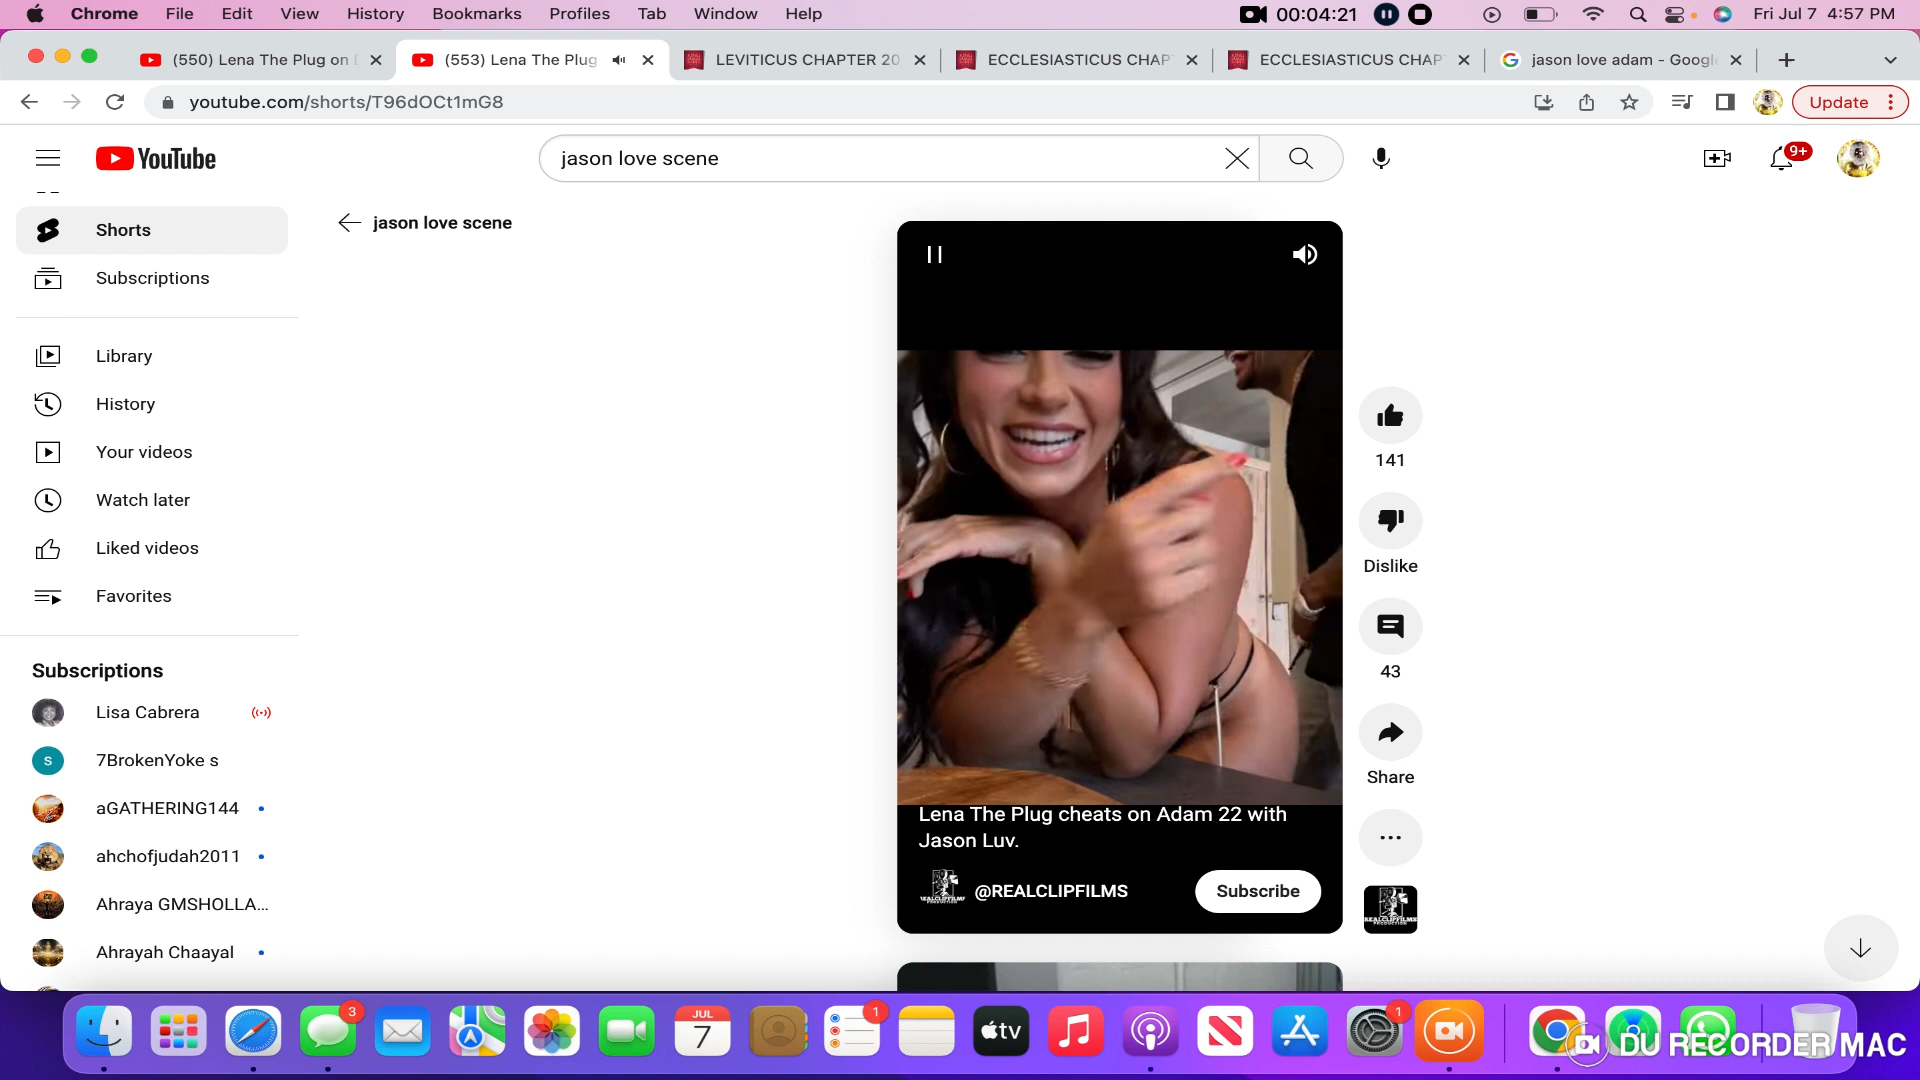 Chrome File Edit View History Bookmarks Profiles Tab Window Help 00:04:21 Fri Jul 7 4:57 PM
(550) Lena The Plug on (553) Lena The Plug LEVITICUS CHAPTER 20 ECCLESIASTICUS CHAP ECCLESIASTICUS CHAP jason love adam - Googl
youtube.com/shorts/T96dOCt1mG8 Update
YouTube jason love scene 9+
Shorts
jason love scene
Subscriptions
Library
History
Your videos
Watch later
Liked videos
Favorites
Subscriptions
Lisa Cabrera
s 7BrokenYoke s
aGATHERING144
ahchofjudah2011
Ahraya GMSHOLLA...
Ahrayah Chaayal
141
Dislike
43
Share
Lena The Plug cheats on Adam 22 with
Jason Luv.
@REALCLIPFILMS Subscribe
REALCLIPFILMS
3 JUL 7 1 tv 1
DU RECORDER MAC